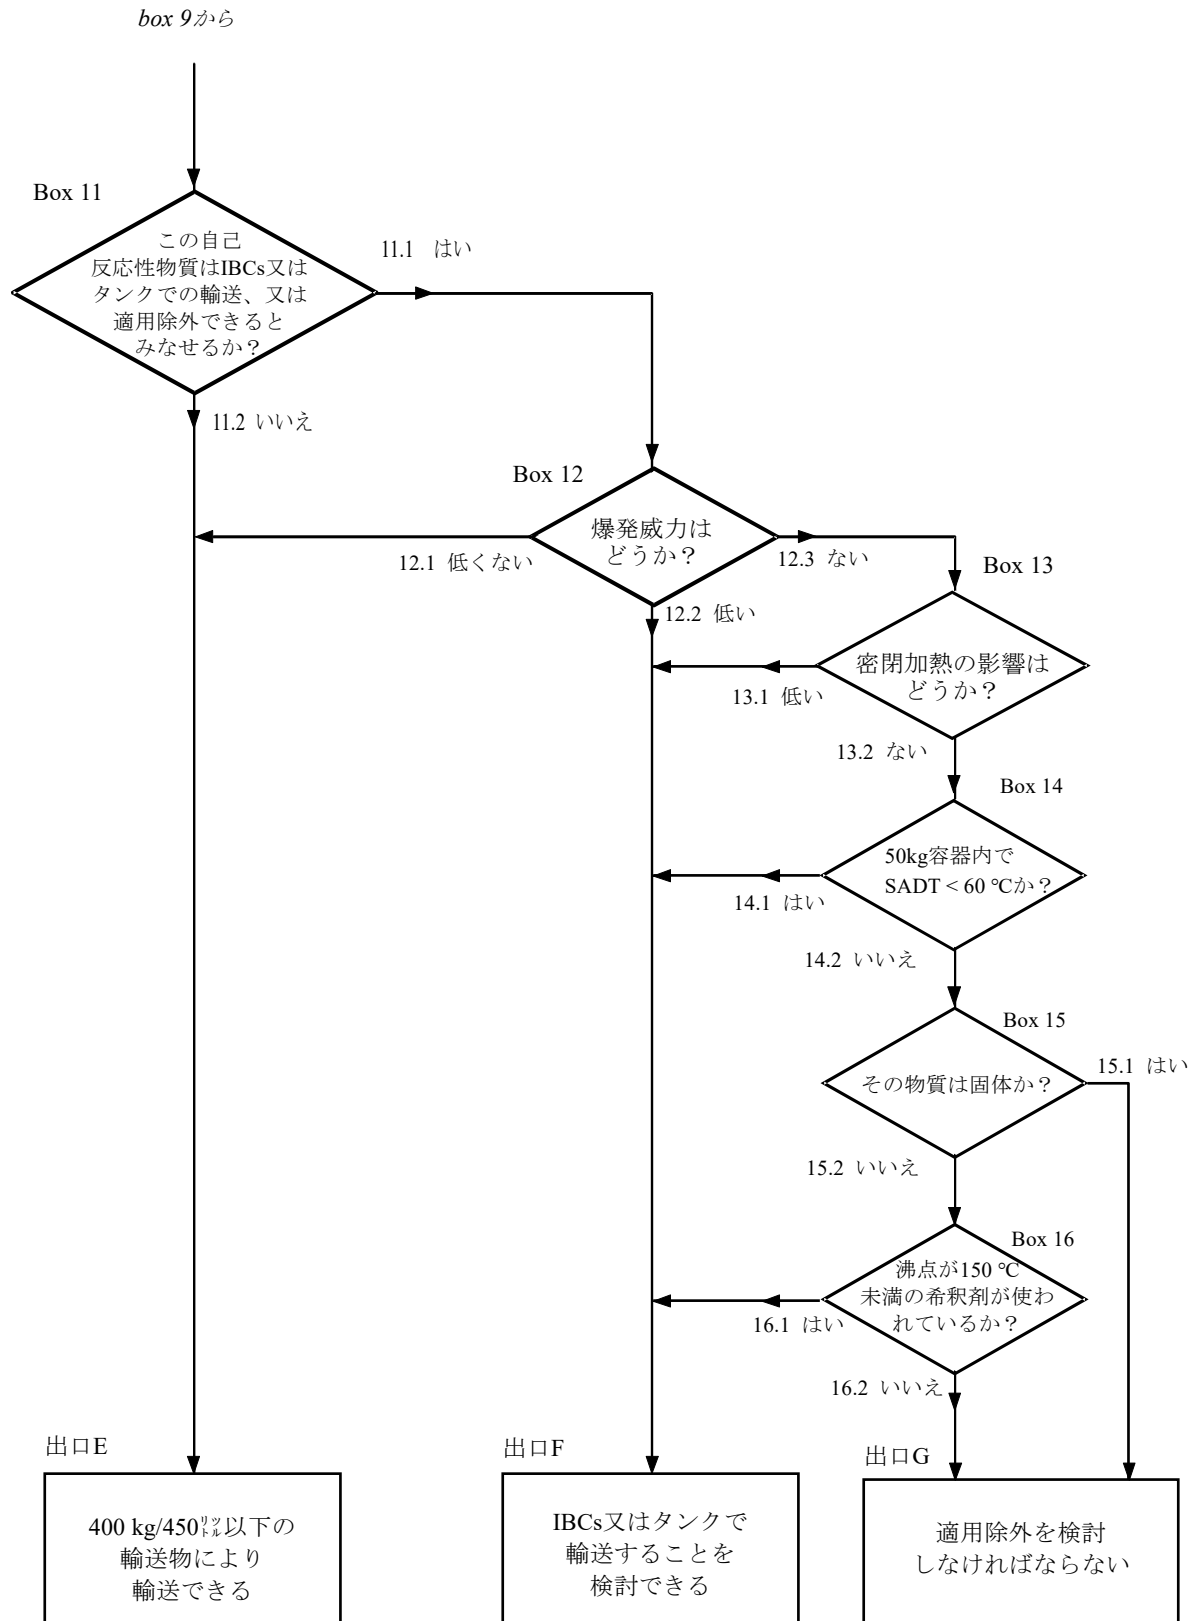 box 9から
Box 11
この自己
反応性物質はIBCs又は
タンクでの輸送、又は
適用除外できると
みなせるか？
11.1 はい
11.2 いいえ
Box 12
爆発威力は
どうか？
12.1 低くない
12.3 ない
12.2 低い
Box 13
密閉加熱の影響は
どうか？
13.1 低い
13.2 ない
Box 14
50kg容器内で
SADT < 60 ℃か？
14.1 はい
14.2 いいえ
Box 15
その物質は固体か？
15.1 はい
15.2 いいえ
Box 16
沸点が150 ℃
未満の希釈剤が使わ
れているか？
16.1 はい
16.2 いいえ
出口E
400 kg/450リットル以下の
輸送物により
輸送できる
出口F
IBCs又はタンクで
輸送することを
検討できる
出口G
適用除外を検討
しなければならない